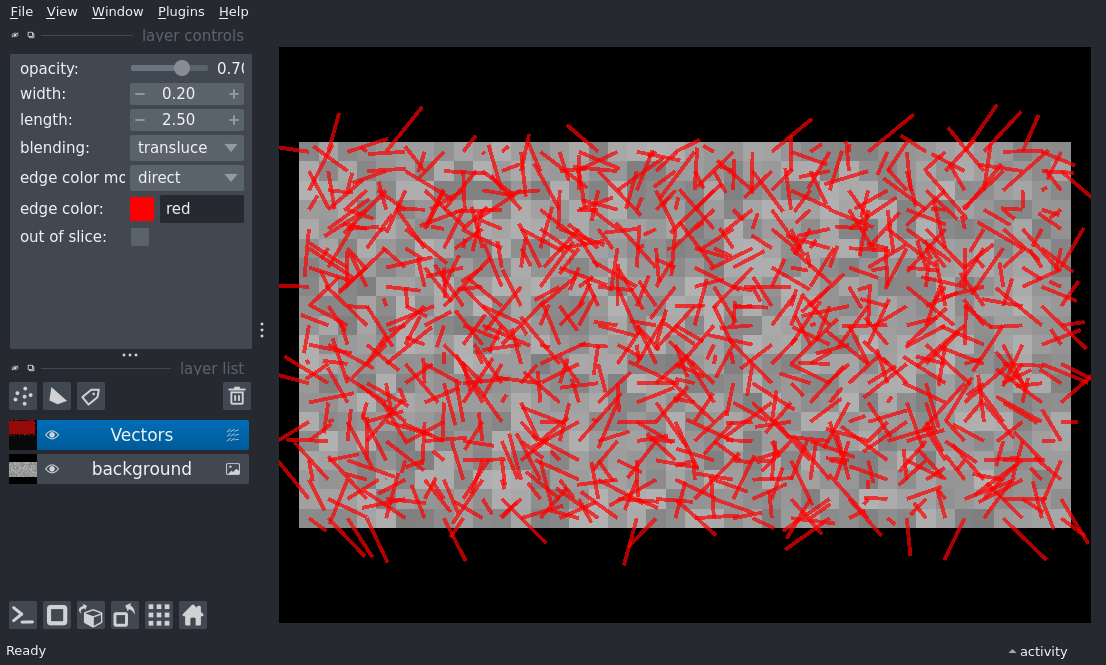 File View Window Plugins Help
layer controls
opacity: 0.70
width: 0.20
length: 2.50
blending: transluce
edge color mo direct
edge color: red
out of slice:
layer list
Vectors
background
Ready
activity